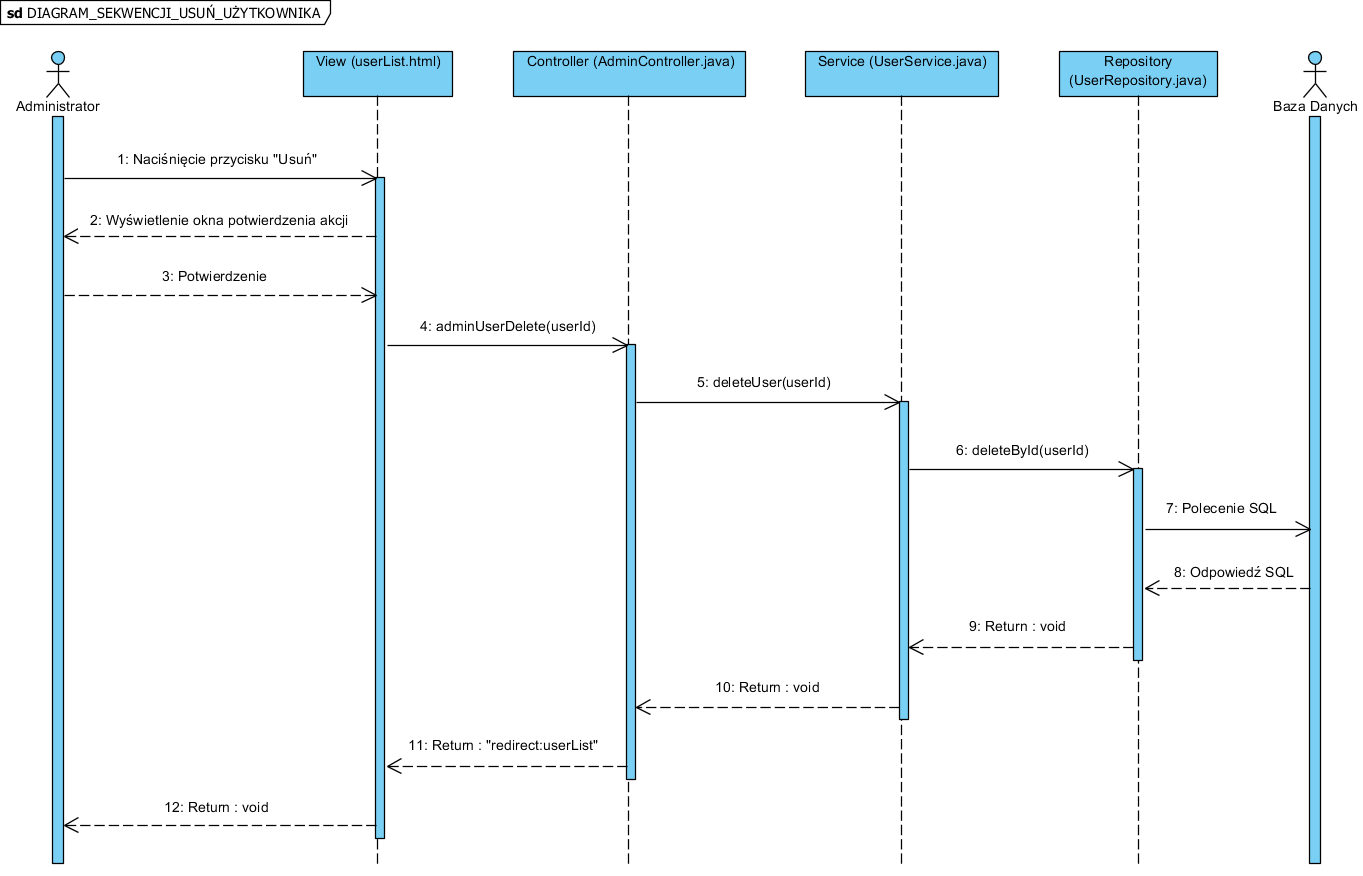 sd DIAGRAM_SEKWENCJI_USUŃ_UŻYTKOWNIKA
Administrator
View (userList.html)
Controller (AdminController.java)
Service (UserService.java)
Repository
(UserRepository.java)
Baza Danych
1: Naciśnięcie przycisku "Usuń"
2: Wyświetlenie okna potwierdzenia akcji
3: Potwierdzenie
4: adminUserDelete(userId)
5: deleteUser(userId)
6: deleteById(userId)
7: Polecenie SQL
8: Odpowiedź SQL
9: Return : void
10: Return : void
11: Return : "redirect:userList"
12: Return : void